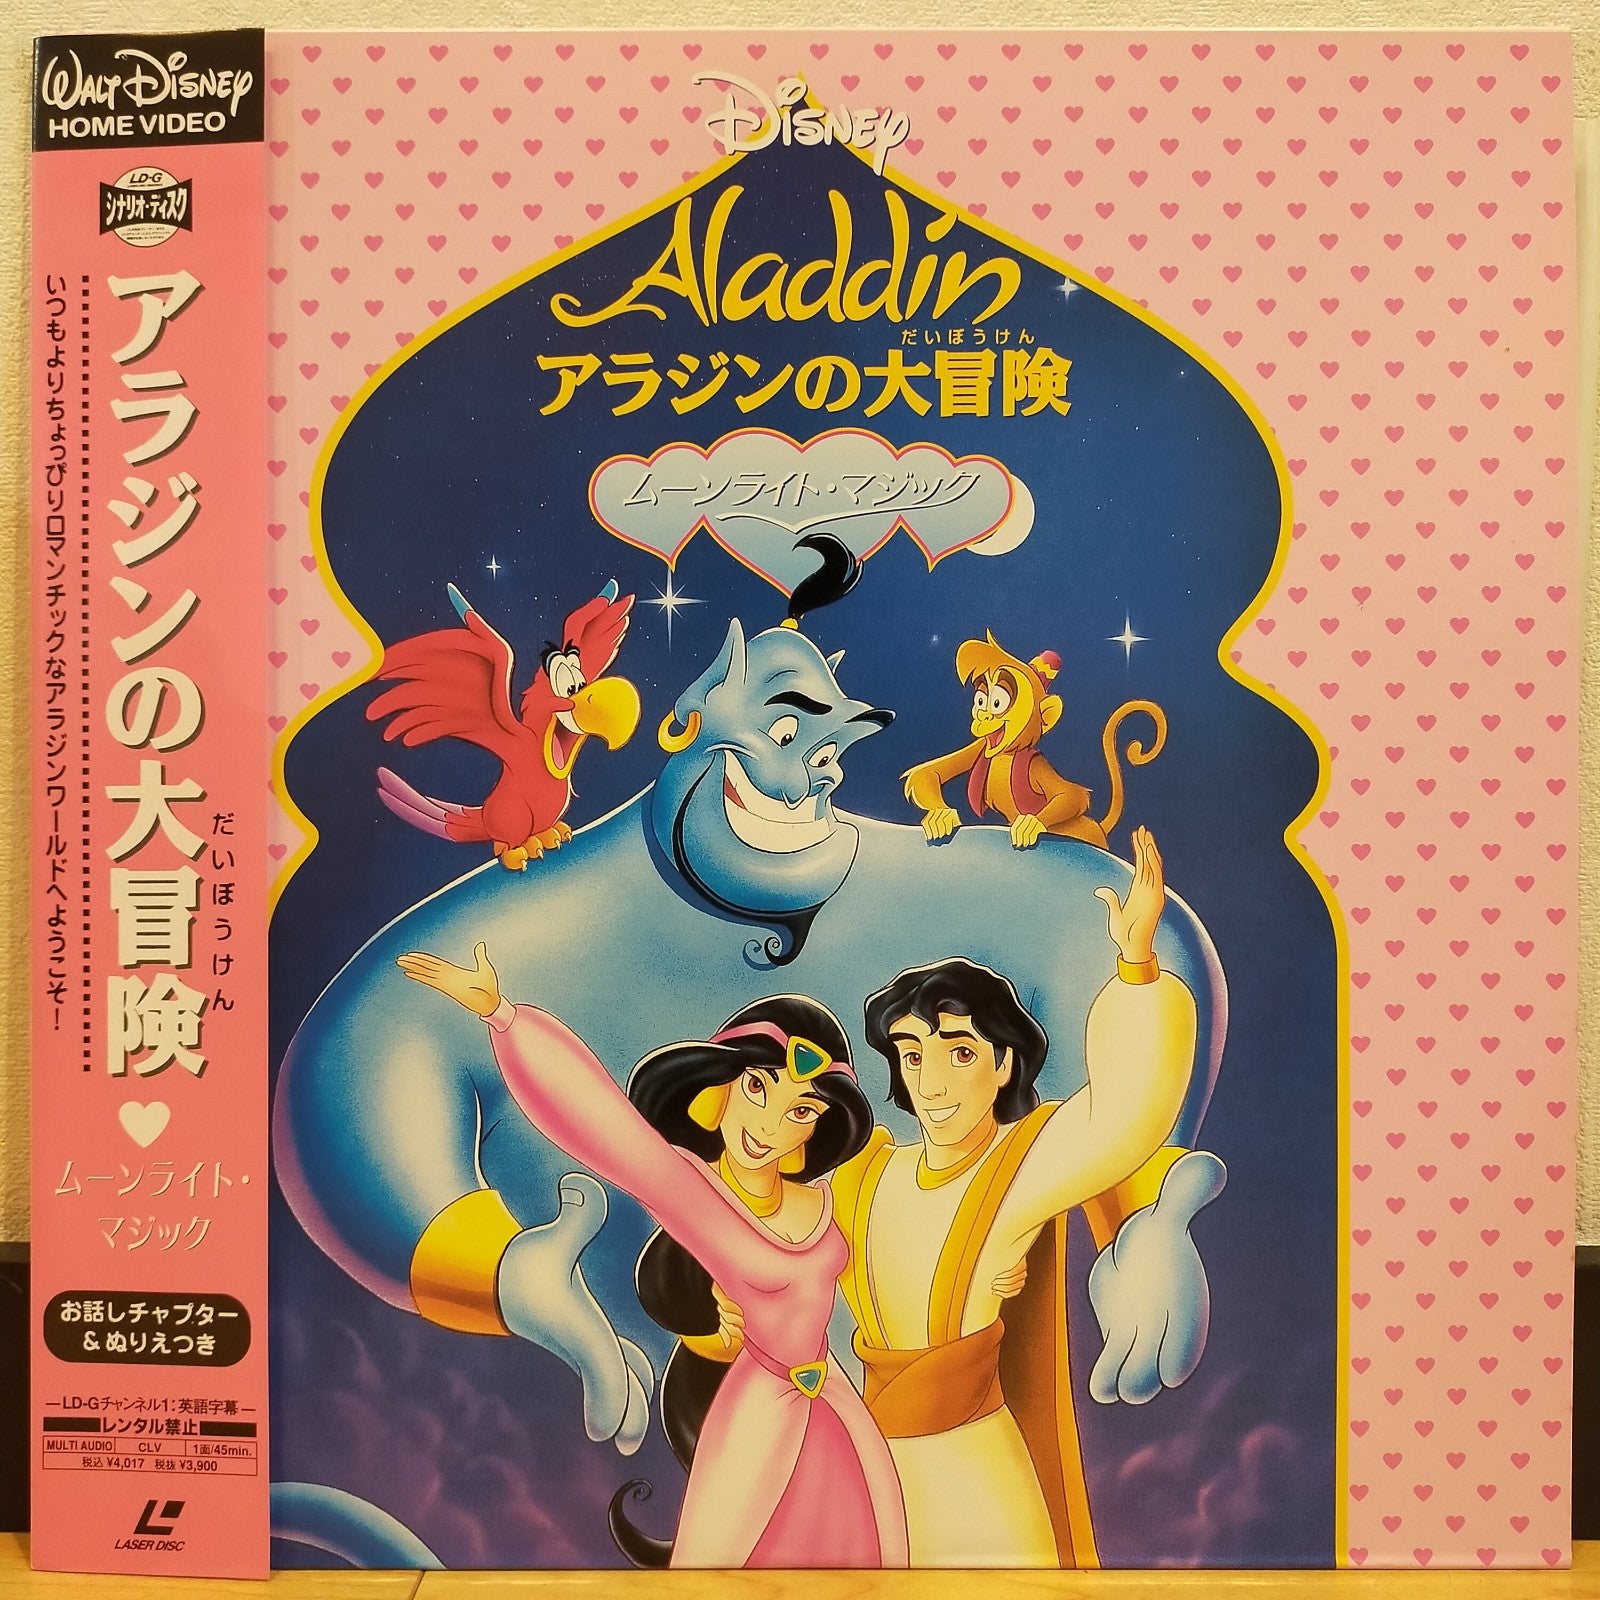 WALT DISNEY
HOME VIDEO
LD-G
シナリオ・ディスク
アラジンの大冒険
だいぼうけん
いつもよりちょっぴりロマンチックなアラジンワールドへようこそ!
ムーンライト・
マジック
お話しチャプター
&ぬりえつき
—LD-Gチャンネル1:英語字幕—
レンタル禁止
MULTI AUDIO CLV 1面/45min.
税込 ¥4,017 税抜 ¥3,900
LASER DISC
DISNEY
Aladdin
だいぼうけん
アラジンの大冒険
ムーンライト・マジック